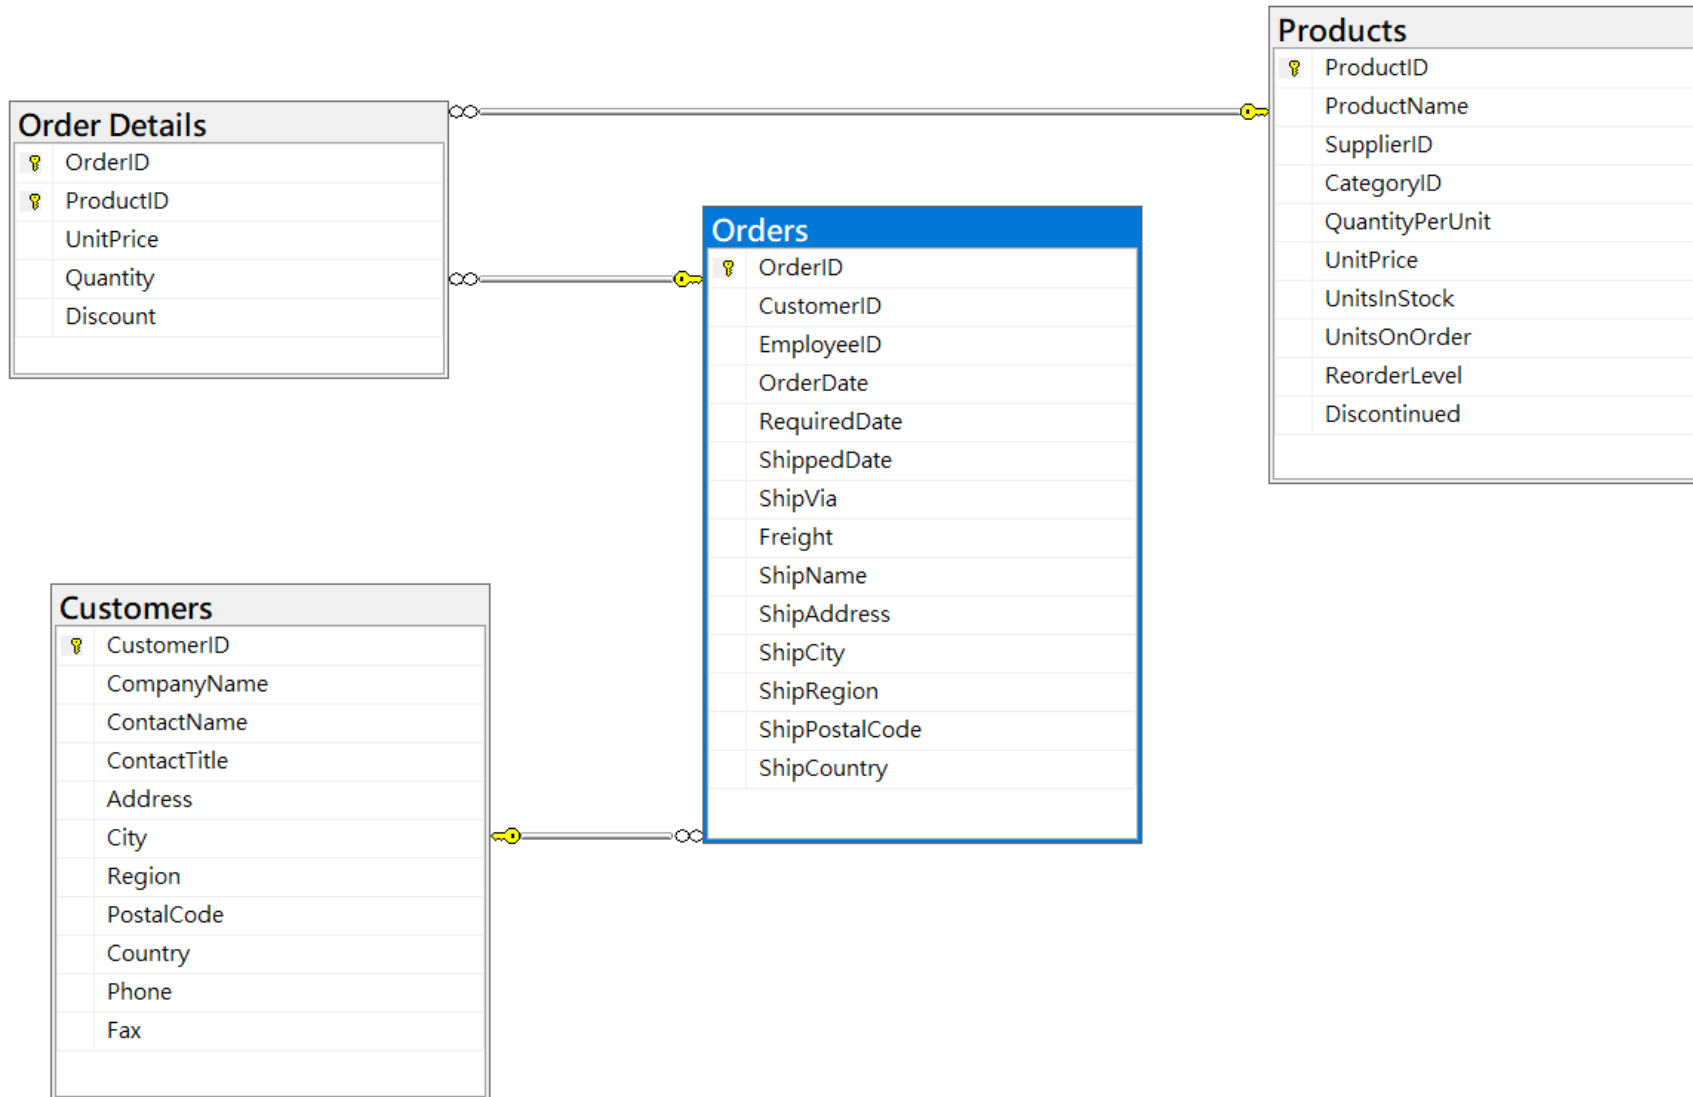 Products
ProductID
ProductName
SupplierID
CategoryID
QuantityPerUnit
UnitPrice
UnitsInStock
UnitsOnOrder
ReorderLevel
Discontinued
Order Details
OrderID
ProductID
UnitPrice
Quantity
Discount
Orders
OrderID
CustomerID
EmployeeID
OrderDate
RequiredDate
ShippedDate
ShipVia
Freight
ShipName
ShipAddress
ShipCity
ShipRegion
ShipPostalCode
ShipCountry
Customers
CustomerID
CompanyName
ContactName
ContactTitle
Address
City
Region
PostalCode
Country
Phone
Fax